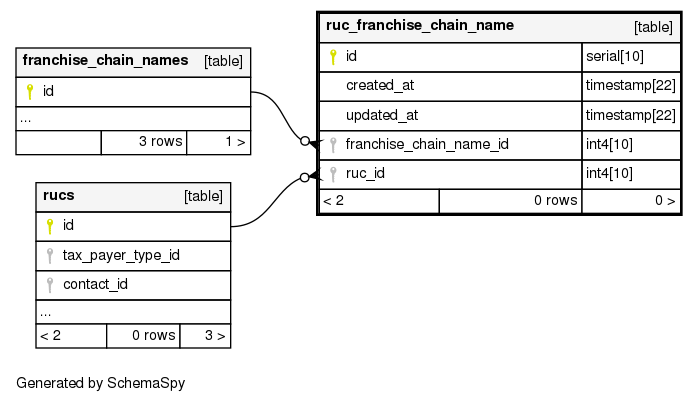 franchise_chain_names [table]
id
...
3 rows 1 >
rucs [table]
id
tax_payer_type_id
contact_id
...
< 2 0 rows 3 >
ruc_franchise_chain_name [table]
id serial[10]
created_at timestamp[22]
updated_at timestamp[22]
franchise_chain_name_id int4[10]
ruc_id int4[10]
< 2 0 rows 0 >
Generated by SchemaSpy